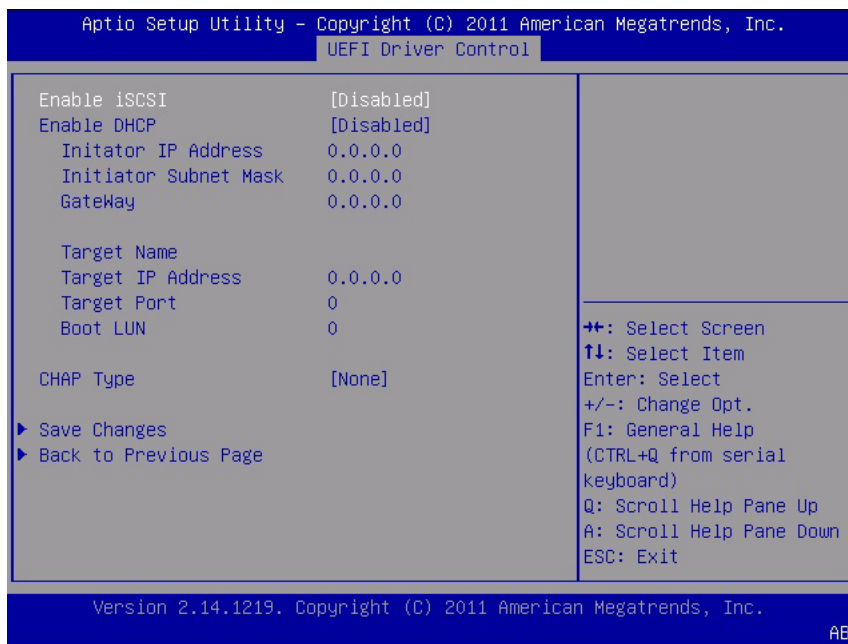 Aptio Setup Utility – Copyright (C) 2011 American Megatrends, Inc.
UEFI Driver Control
Enable iSCSI [Disabled]
Enable DHCP [Disabled]
Initator IP Address 0.0.0.0
Initiator Subnet Mask 0.0.0.0
GateWay 0.0.0.0
Target Name
Target IP Address 0.0.0.0
Target Port 0
Boot LUN 0
CHAP Type [None]
Save Changes
Back to Previous Page
→←: Select Screen
↑↓: Select Item
Enter: Select
+/-: Change Opt.
F1: General Help
(CTRL+Q from serial
keyboard)
Q: Scroll Help Pane Up
A: Scroll Help Pane Down
ESC: Exit
Version 2.14.1219. Copyright (C) 2011 American Megatrends, Inc.
AB